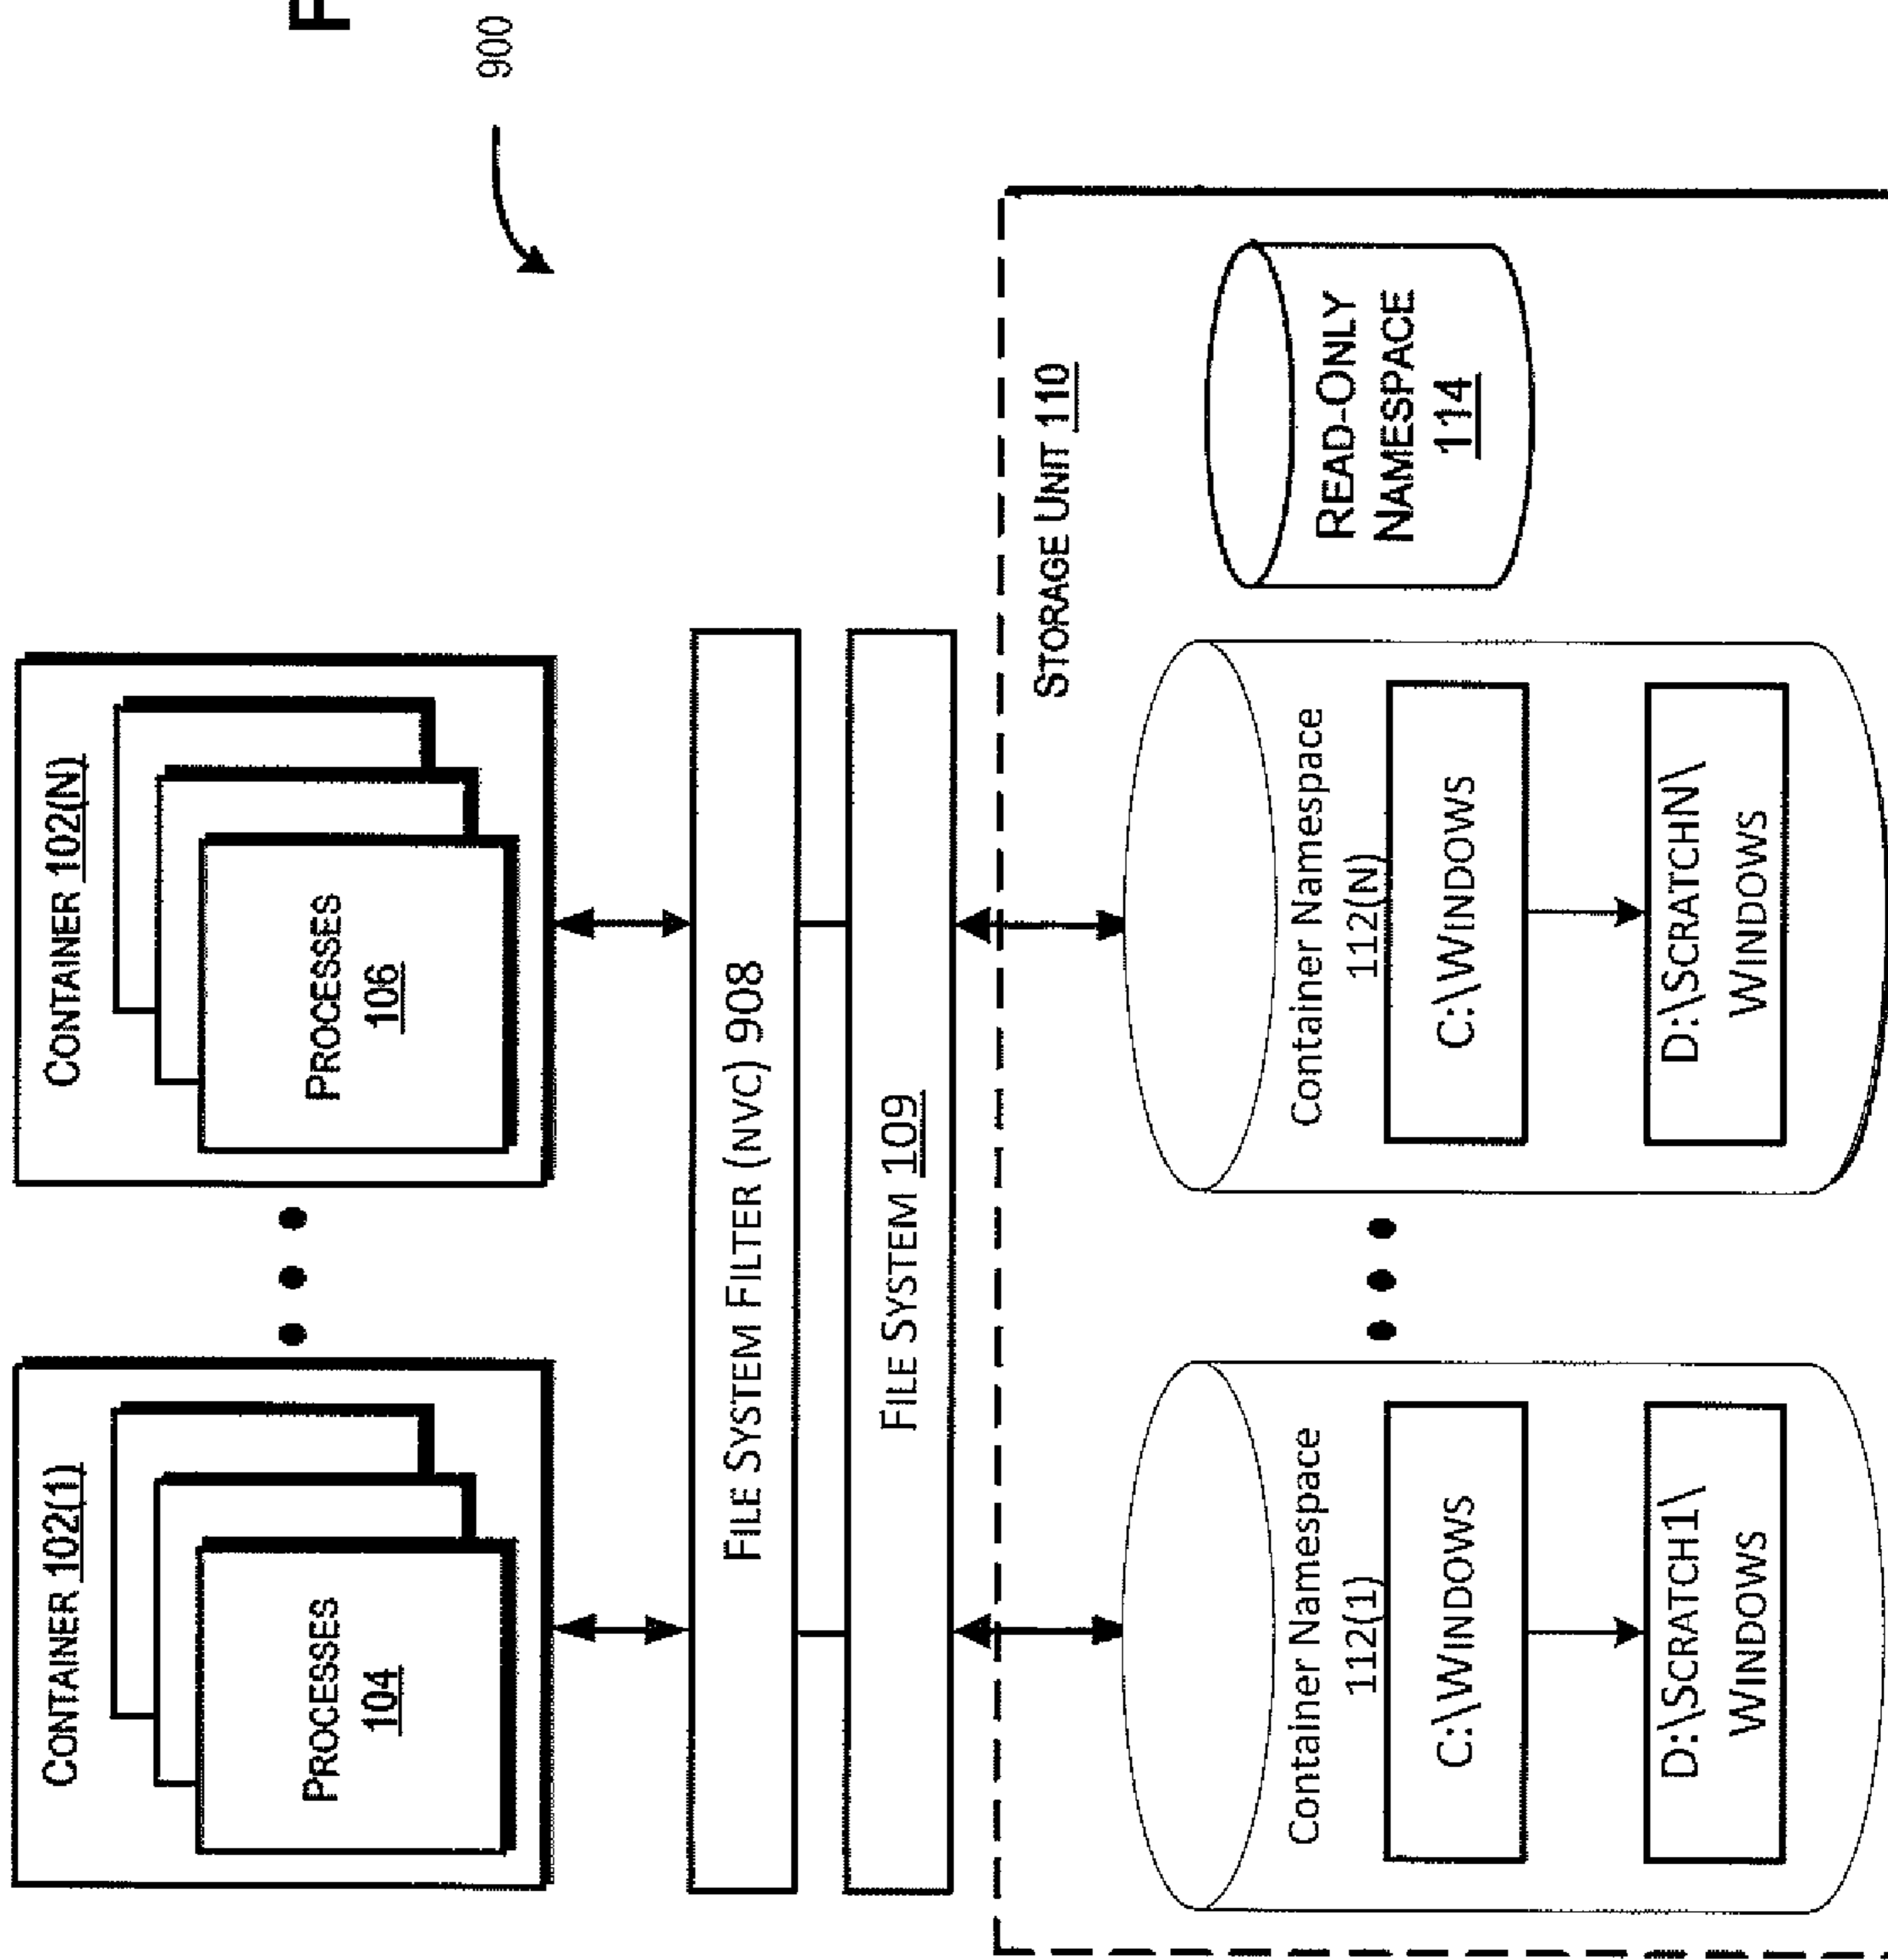 F
900
CONTAINER 102(1)
PROCESSES
104
CONTAINER 102(N)
PROCESSES
106
FILE SYSTEM FILTER (NVC) 908
FILE SYSTEM 109
STORAGE UNIT 110
Container Namespace
112(1)
C:\WINDOWS
D:\SCRATCH1\
WINDOWS
Container Namespace
112(N)
C:\WINDOWS
D:\SCRATCHN\
WINDOWS
READ-ONLY
NAMESPACE
114